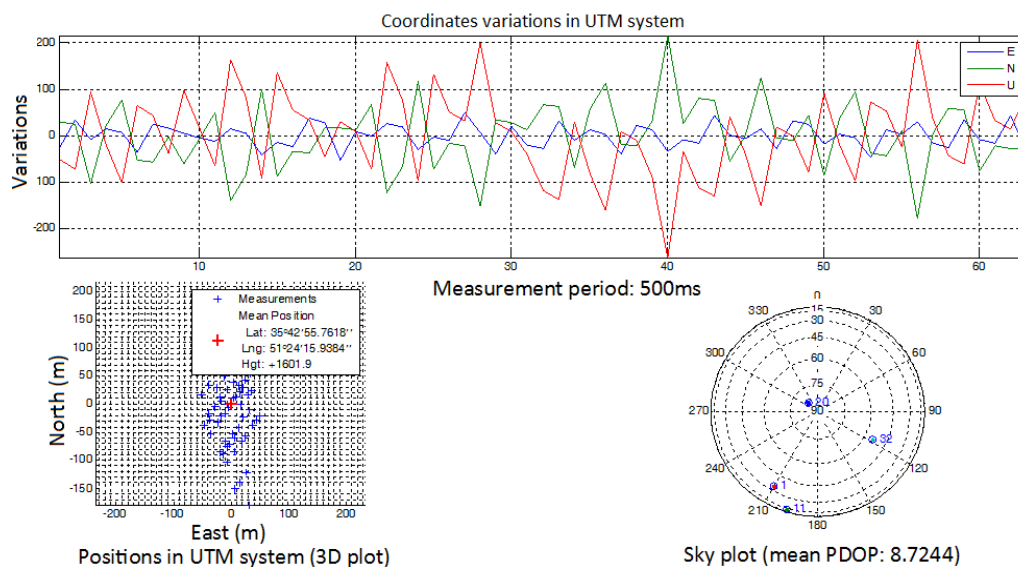 Coordinates variations in UTM system
Variations
200
100
0
100
-200
E
N
U
10
20
30
40
50
60
Measurement period: 500ms
North (m)
200
150
100
50
0
-50
-100
-150
-200
-100
0
100
200
East (m)
Measurements
Mean Position
Lat: 35º42'55.7618''
Lng: 51º24'15.9384''
Hgt: +1601.9
Positions in UTM system (3D plot)
n
330
30
300
60
270
90
240
120
210
150
180
15
30
45
60
75
90
20
32
1
11
Sky plot (mean PDOP: 8.7244)